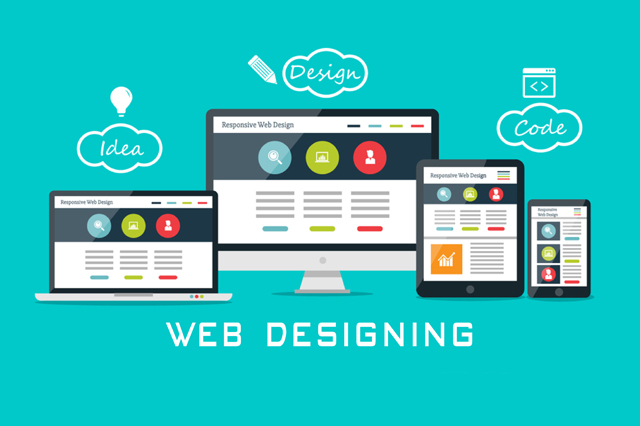 Design
Idea
Code
<>
Responsive Web Design
Responsive Web Design
Responsive Web Design
Responsive
Web Design
WEB DESIGNING